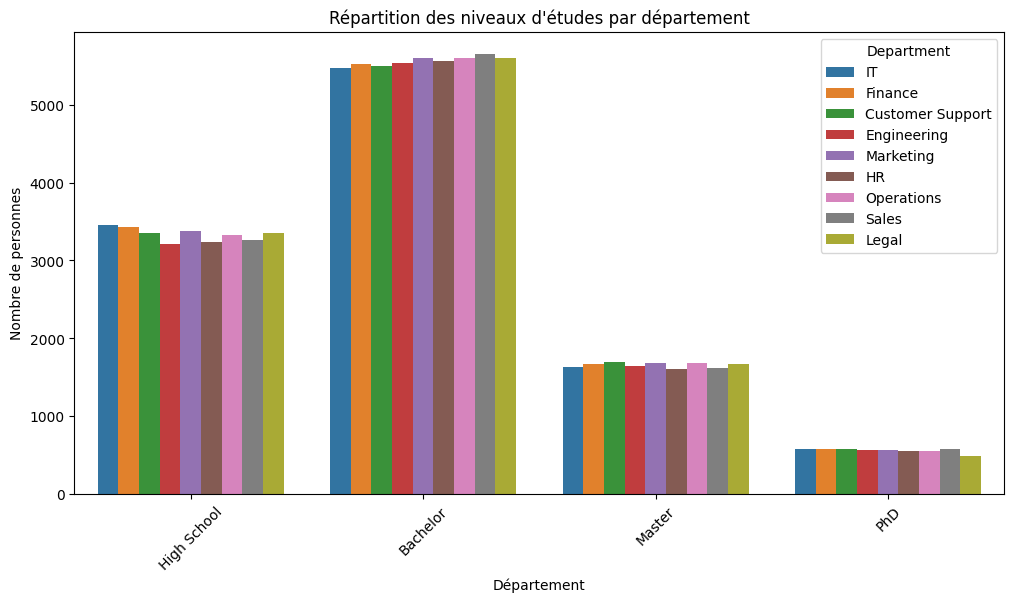 Répartition des niveaux d'études par département
Department
IT
Finance
Customer Support
Engineering
Marketing
HR
Operations
Sales
Legal
Nombre de personnes
5000
4000
3000
2000
1000
0
High School
Bachelor
Master
PhD
Département